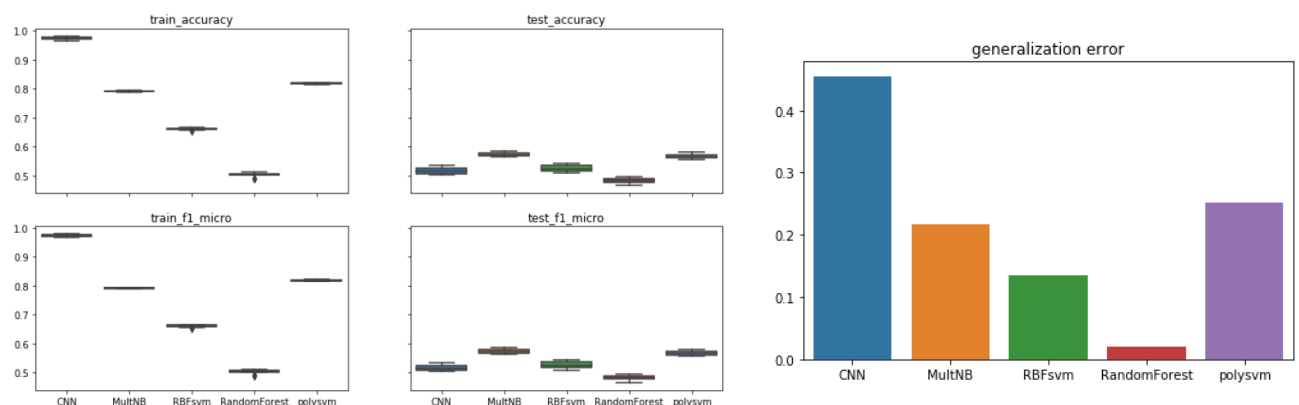 train_accuracy
1.0
0.9
0.8
0.7
0.6
0.5
test_accuracy
train_f1_micro
1.0
0.9
0.8
0.7
0.6
0.5
CNN MultNB RBFsvm RandomForest polysvm
test_f1_micro
CNN MultNB RBFsvm RandomForest polysvm
generalization error
0.4
0.3
0.2
0.1
0.0
CNN MultNB RBFsvm RandomForest polysvm